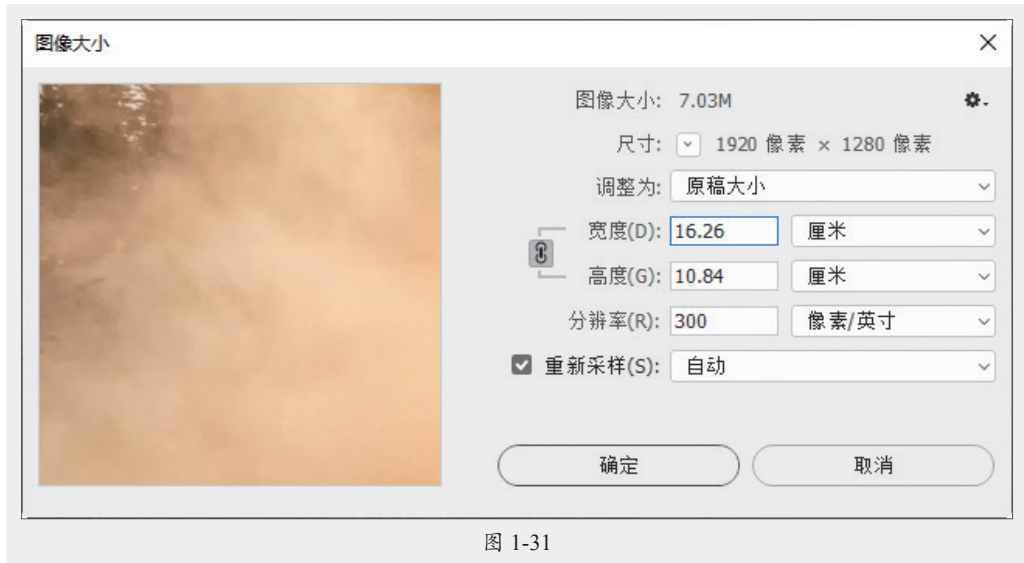 图像大小
图像大小: 7.03M
尺寸: 1920 像素 × 1280 像素
调整为: 原稿大小
宽度(D): 16.26 厘米
高度(G): 10.84 厘米
分辨率(R): 300 像素/英寸
重新采样(S): 自动
确定 取消
图 1-31